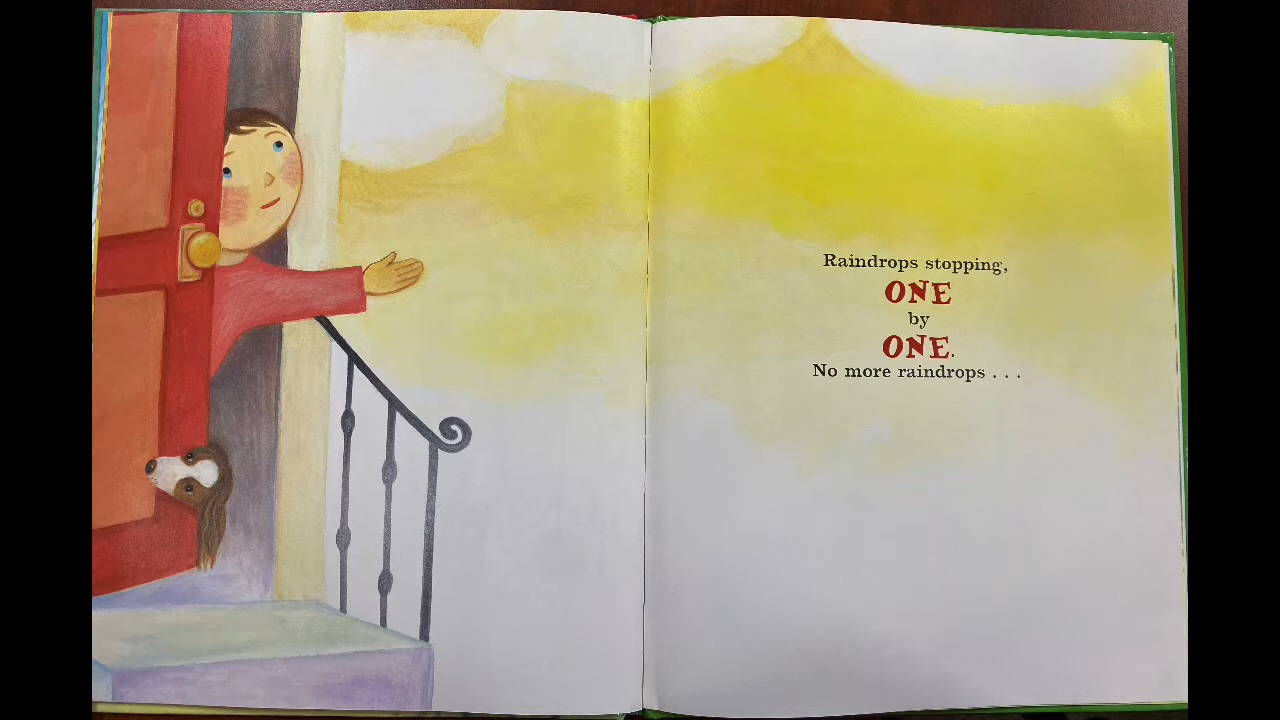 Raindrops stopping,
ONE
by
ONE.
No more raindrops . . .